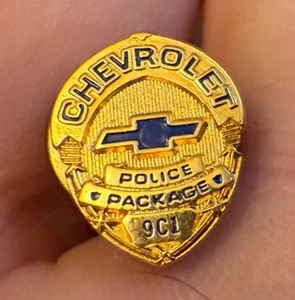 CHEVROLET
POLICE
PACKAGE
9C1